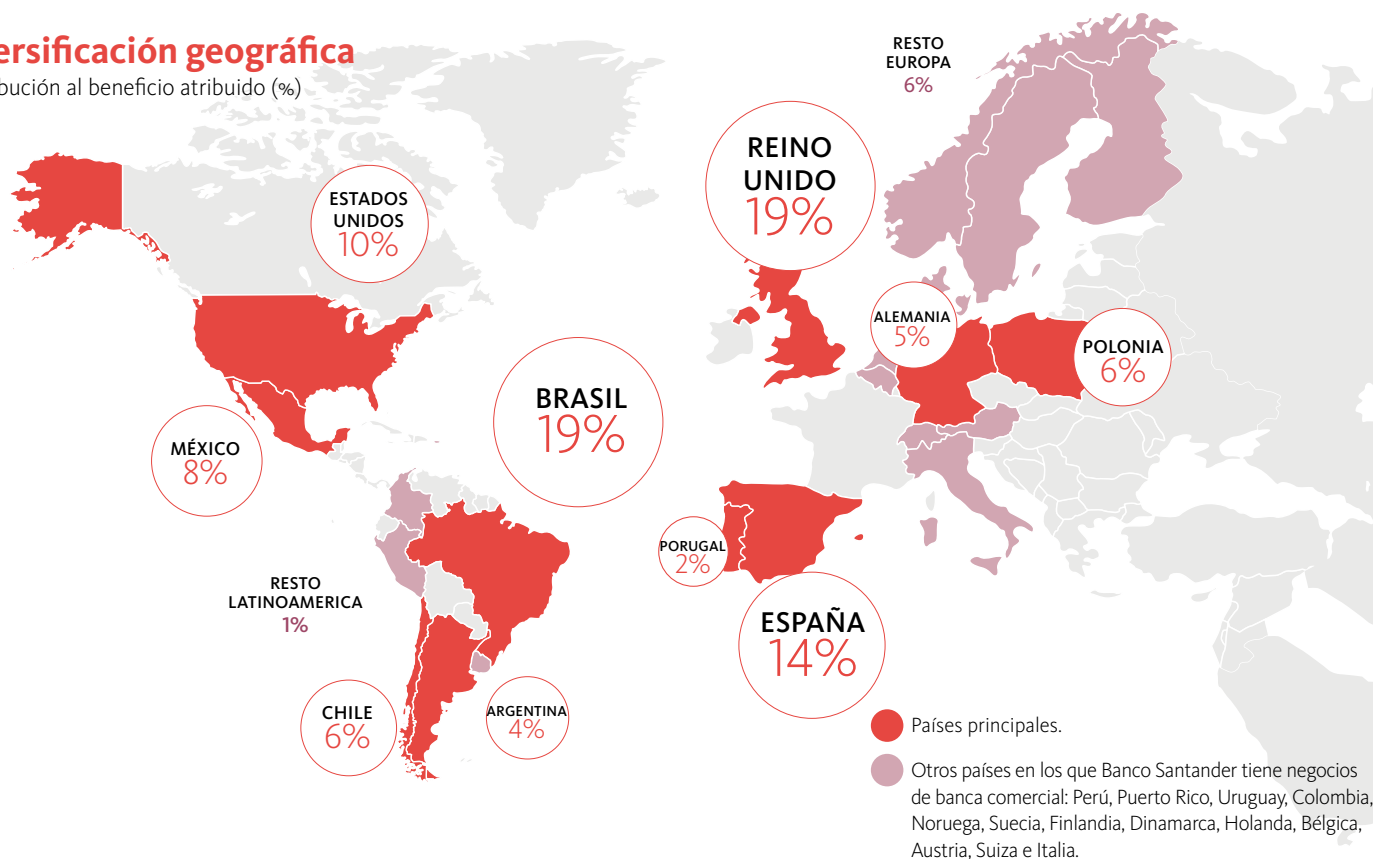 ersificación geográfica
bución al beneficio atribuido (%)
RESTO
EUROPA
6%
REINO
UNIDO
19%
ESTADOS
UNIDOS
10%
ALEMANIA
5%
POLONIA
6%
BRASIL
19%
MÉXICO
8%
PORUGAL
2%
RESTO
LATINOAMERICA
1%
ESPAÑA
14%
CHILE
6%
ARGENTINA
4%
Países principales.
Otros países en los que Banco Santander tiene negocios
de banca comercial: Perú, Puerto Rico, Uruguay, Colombia,
Noruega, Suecia, Finlandia, Dinamarca, Holanda, Bélgica,
Austria, Suiza e Italia.